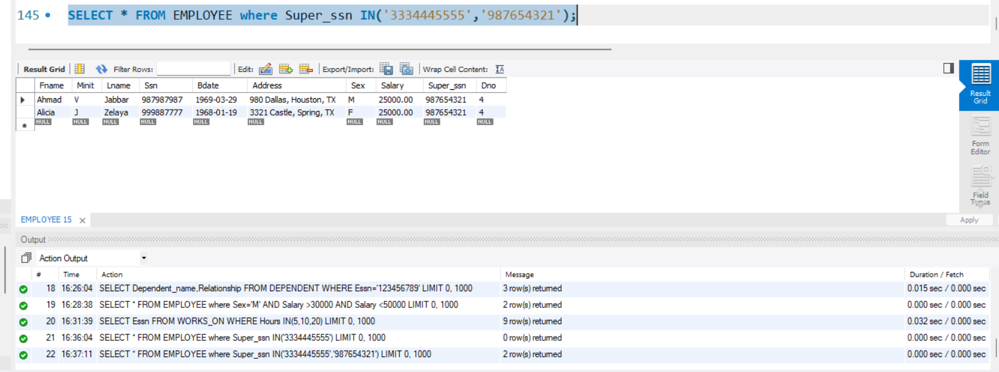 145 SELECT * FROM EMPLOYEE where Super_ssn IN('3334445555','987654321');
Result Grid Filter Rows: Edit: Export/Import: Wrap Cell Content:
Fname Minit Lname Ssn Bdate Address Sex Salary Super_ssn Dno
Ahmad V Jabbar 987987987 1969-03-29 980 Dallas, Houston, TX M 25000.00 987654321 4
Alicia J Zelaya 999887777 1968-01-19 3321 Castle, Spring, TX F 25000.00 987654321 4
NULL NULL NULL NULL NULL NULL NULL NULL NULL NULL
Result
Grid
Form
Editor
Field
Types
EMPLOYEE 15
Apply
Output
Action Output
# Time Action Message Duration / Fetch
18 16:26:04 SELECT Dependent_name,Relationship FROM DEPENDENT WHERE Essn='123456789' LIMIT 0, 1000 3 row(s) returned 0.015 sec / 0.000 sec
19 16:28:38 SELECT * FROM EMPLOYEE where Sex='M' AND Salary >30000 AND Salary <50000 LIMIT 0, 1000 2 row(s) returned 0.000 sec / 0.000 sec
20 16:31:39 SELECT Essn FROM WORKS_ON WHERE Hours IN(5,10,20) LIMIT 0, 1000 9 row(s) returned 0.032 sec / 0.000 sec
21 16:36:04 SELECT * FROM EMPLOYEE where Super_ssn IN('3334445555') LIMIT 0, 1000 0 row(s) returned 0.000 sec / 0.000 sec
22 16:37:11 SELECT * FROM EMPLOYEE where Super_ssn IN('3334445555','987654321') LIMIT 0, 1000 2 row(s) returned 0.000 sec / 0.000 sec